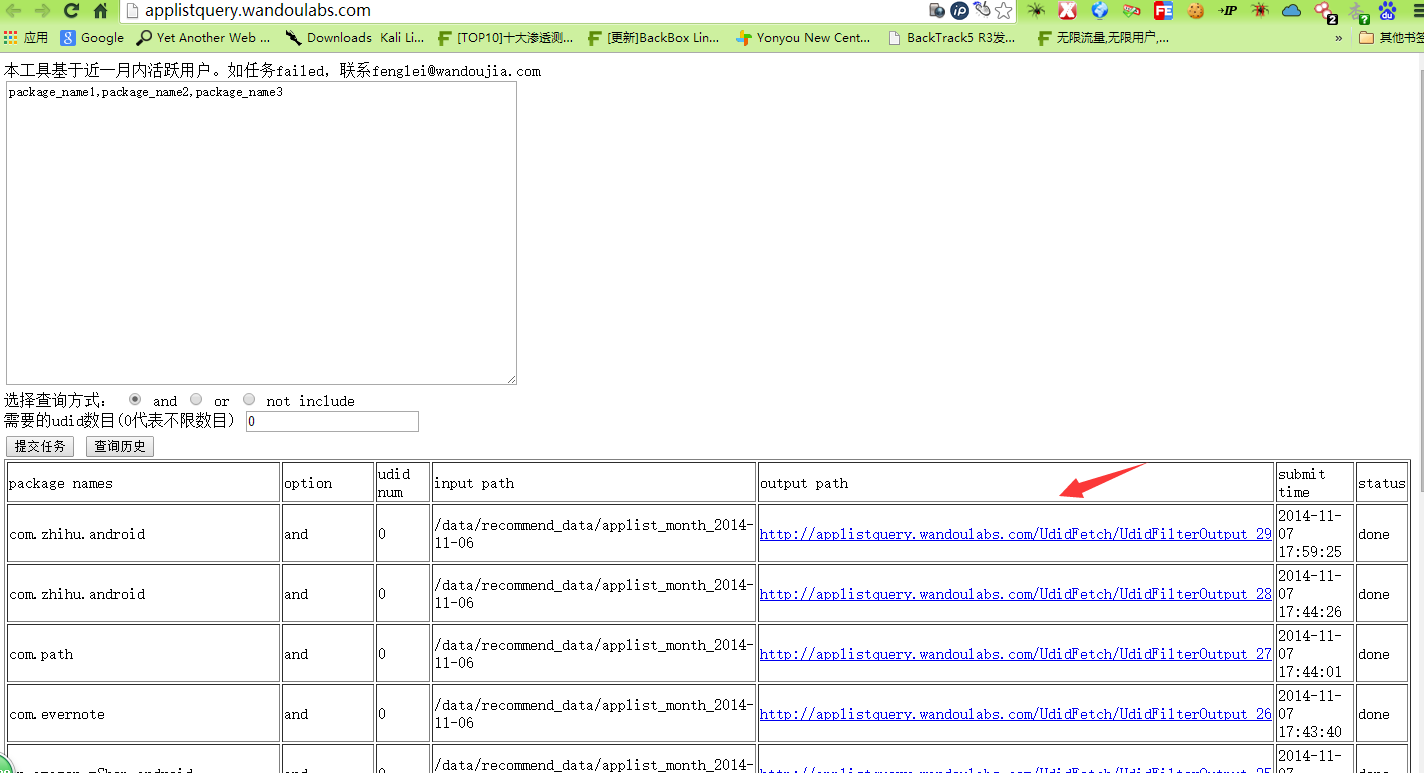 applistquery.wandoulabs.com
应用 Google Yet Another Web ... Downloads Kali Li... [TOP10]十大渗透测... [更新]BackBox Lin... Yonyou New Cent... BackTrack5 R3发... 无限流量,无限用户,... » 其他书签
本工具基于近一月内活跃用户。如任务failed，联系fenglei@wandoujia.com
package_name1,package_name2,package_name3
选择查询方式： and or not include
需要的udid数目(0代表不限数目) 0
提交任务 查询历史
package names option udid num input path output path submit time status
com.zhihu.android and 0 /data/recommend_data/applist_month_2014-11-06 http://applistquery.wandoulabs.com/UdidFetch/UdidFilterOutput_29 2014-11-07 17:59:25 done
com.zhihu.android and 0 /data/recommend_data/applist_month_2014-11-06 http://applistquery.wandoulabs.com/UdidFetch/UdidFilterOutput_28 2014-11-07 17:44:26 done
com.path and 0 /data/recommend_data/applist_month_2014-11-06 http://applistquery.wandoulabs.com/UdidFetch/UdidFilterOutput_27 2014-11-07 17:44:01 done
com.evernote and 0 /data/recommend_data/applist_month_2014-11-06 http://applistquery.wandoulabs.com/UdidFetch/UdidFilterOutput_26 2014-11-07 17:43:40 done
and 0 /data/recommend_data/applist_month_2014- http://applistquery.wandoulabs.com/UdidFetch/UdidFilterOutput_25 2014-11-07 done